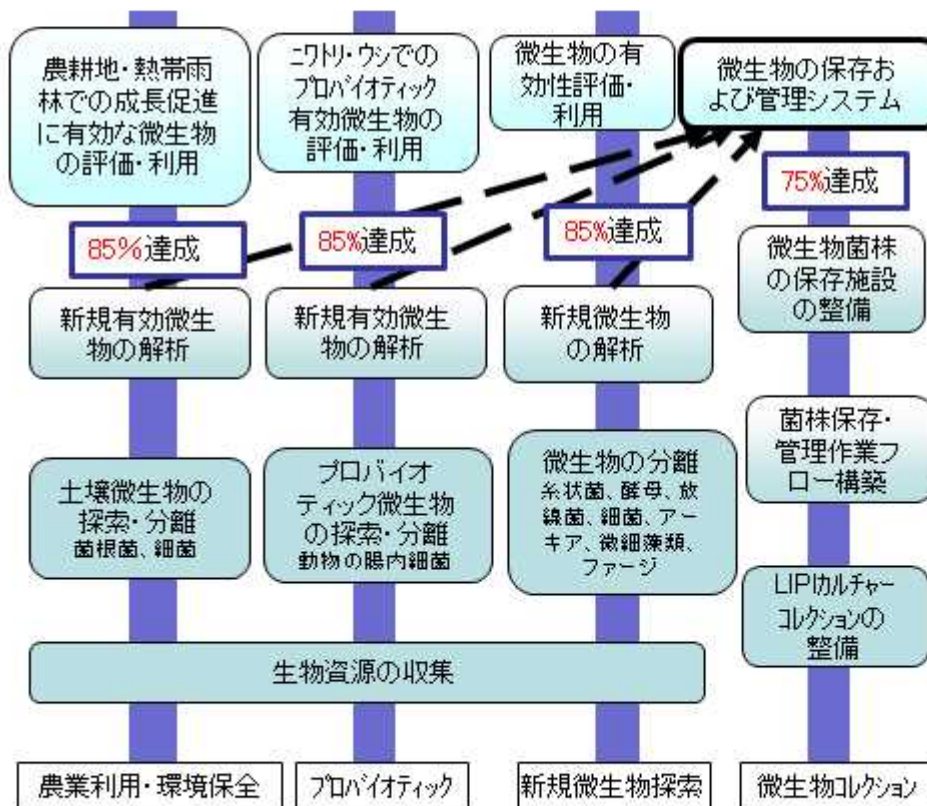 農耕地・熱帯雨
林での成長促進
に有効な微生物
の評価・利用
ニワトリ・ウシでの
プロバイオティック
有効微生物の
評価・利用
微生物の有
効性評価・
利用
微生物の保存お
よび管理システム
85%達成
85%達成
85%達成
75%達成
新規有効微生
物の解析
新規有効微生
物の解析
新規微生物
の解析
微生物菌株
の保存施設
の整備
菌株保存・
管理作業フ
ロー構築
土壌微生物の
探索・分離
菌根菌、細菌
プロバイオ
ティック微生物
の探索・分離
動物の腸内細菌
微生物の分離
糸状菌、酵母、放
線菌、細菌、アー
キア、微細藻類、
ファージ
LIPIカルチャー
コレクションの
整備
生物資源の収集
農業利用・環境保全
プロバイオティック
新規微生物探索
微生物コレクション